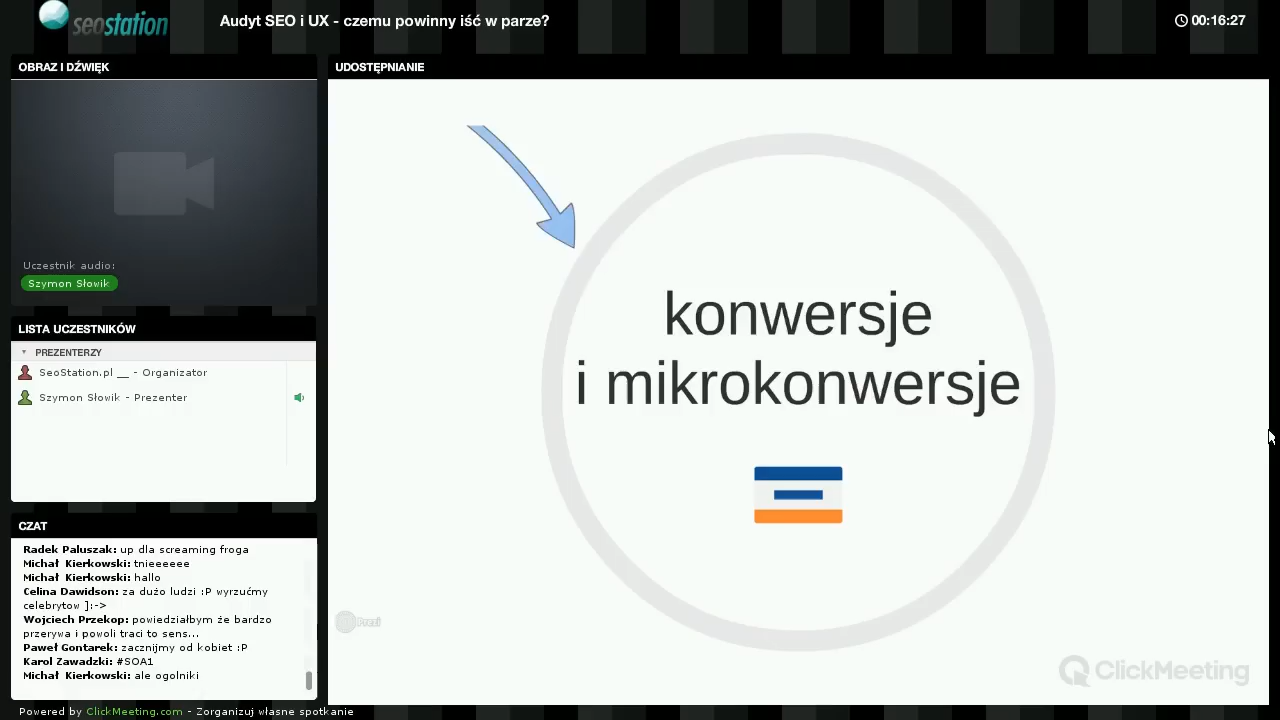 seostation
Audyt SEO i UX - czemu powinny iść w parze?
00:16:27
OBRAZ I DŹWIĘK
UDOSTĘPNIANIE
Uczestnik audio:
Szymon Słowik
LISTA UCZESTNIKÓW
PREZENTERZY
SeoStation.pl __ - Organizator
Szymon Słowik - Prezenter
CZAT
Radek Paluszak: up dla screaming froga
Michał Kierkowski: tnieeeeee
Michał Kierkowski: hallo
Celina Dawidson: za dużo ludzi :P wyrzućmy
celebrytow ]:->
Wojciech Przekop: powiedziałbym że bardzo
przerywa i powoli traci to sens...
Paweł Gontarek: zacznijmy od kobiet :P
Karol Zawadzki: #SOA1
Michał Kierkowski: ale ogolniki
konwersje
i mikrokonwersje
Prezi
ClickMeeting
Powered by ClickMeeting.com - Zorganizuj własne spotkanie